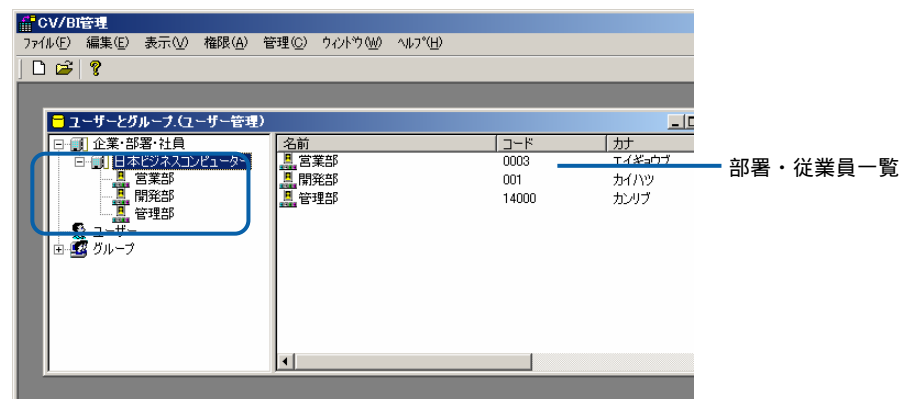 CV/BI管理
ファイル(F) 編集(E) 表示(V) 権限(A) 管理(C) ウィンドウ(W) ヘルプ(H)
ユーザーとグループ.(ユーザー管理)
企業・部署・社員
日本ビジネスコンピューター
営業部
開発部
管理部
ユーザー
グループ
名前 コード カナ
営業部 0003 エイギョウブ
開発部 001 カイハツ
管理部 14000 カンリブ
部署・従業員一覧